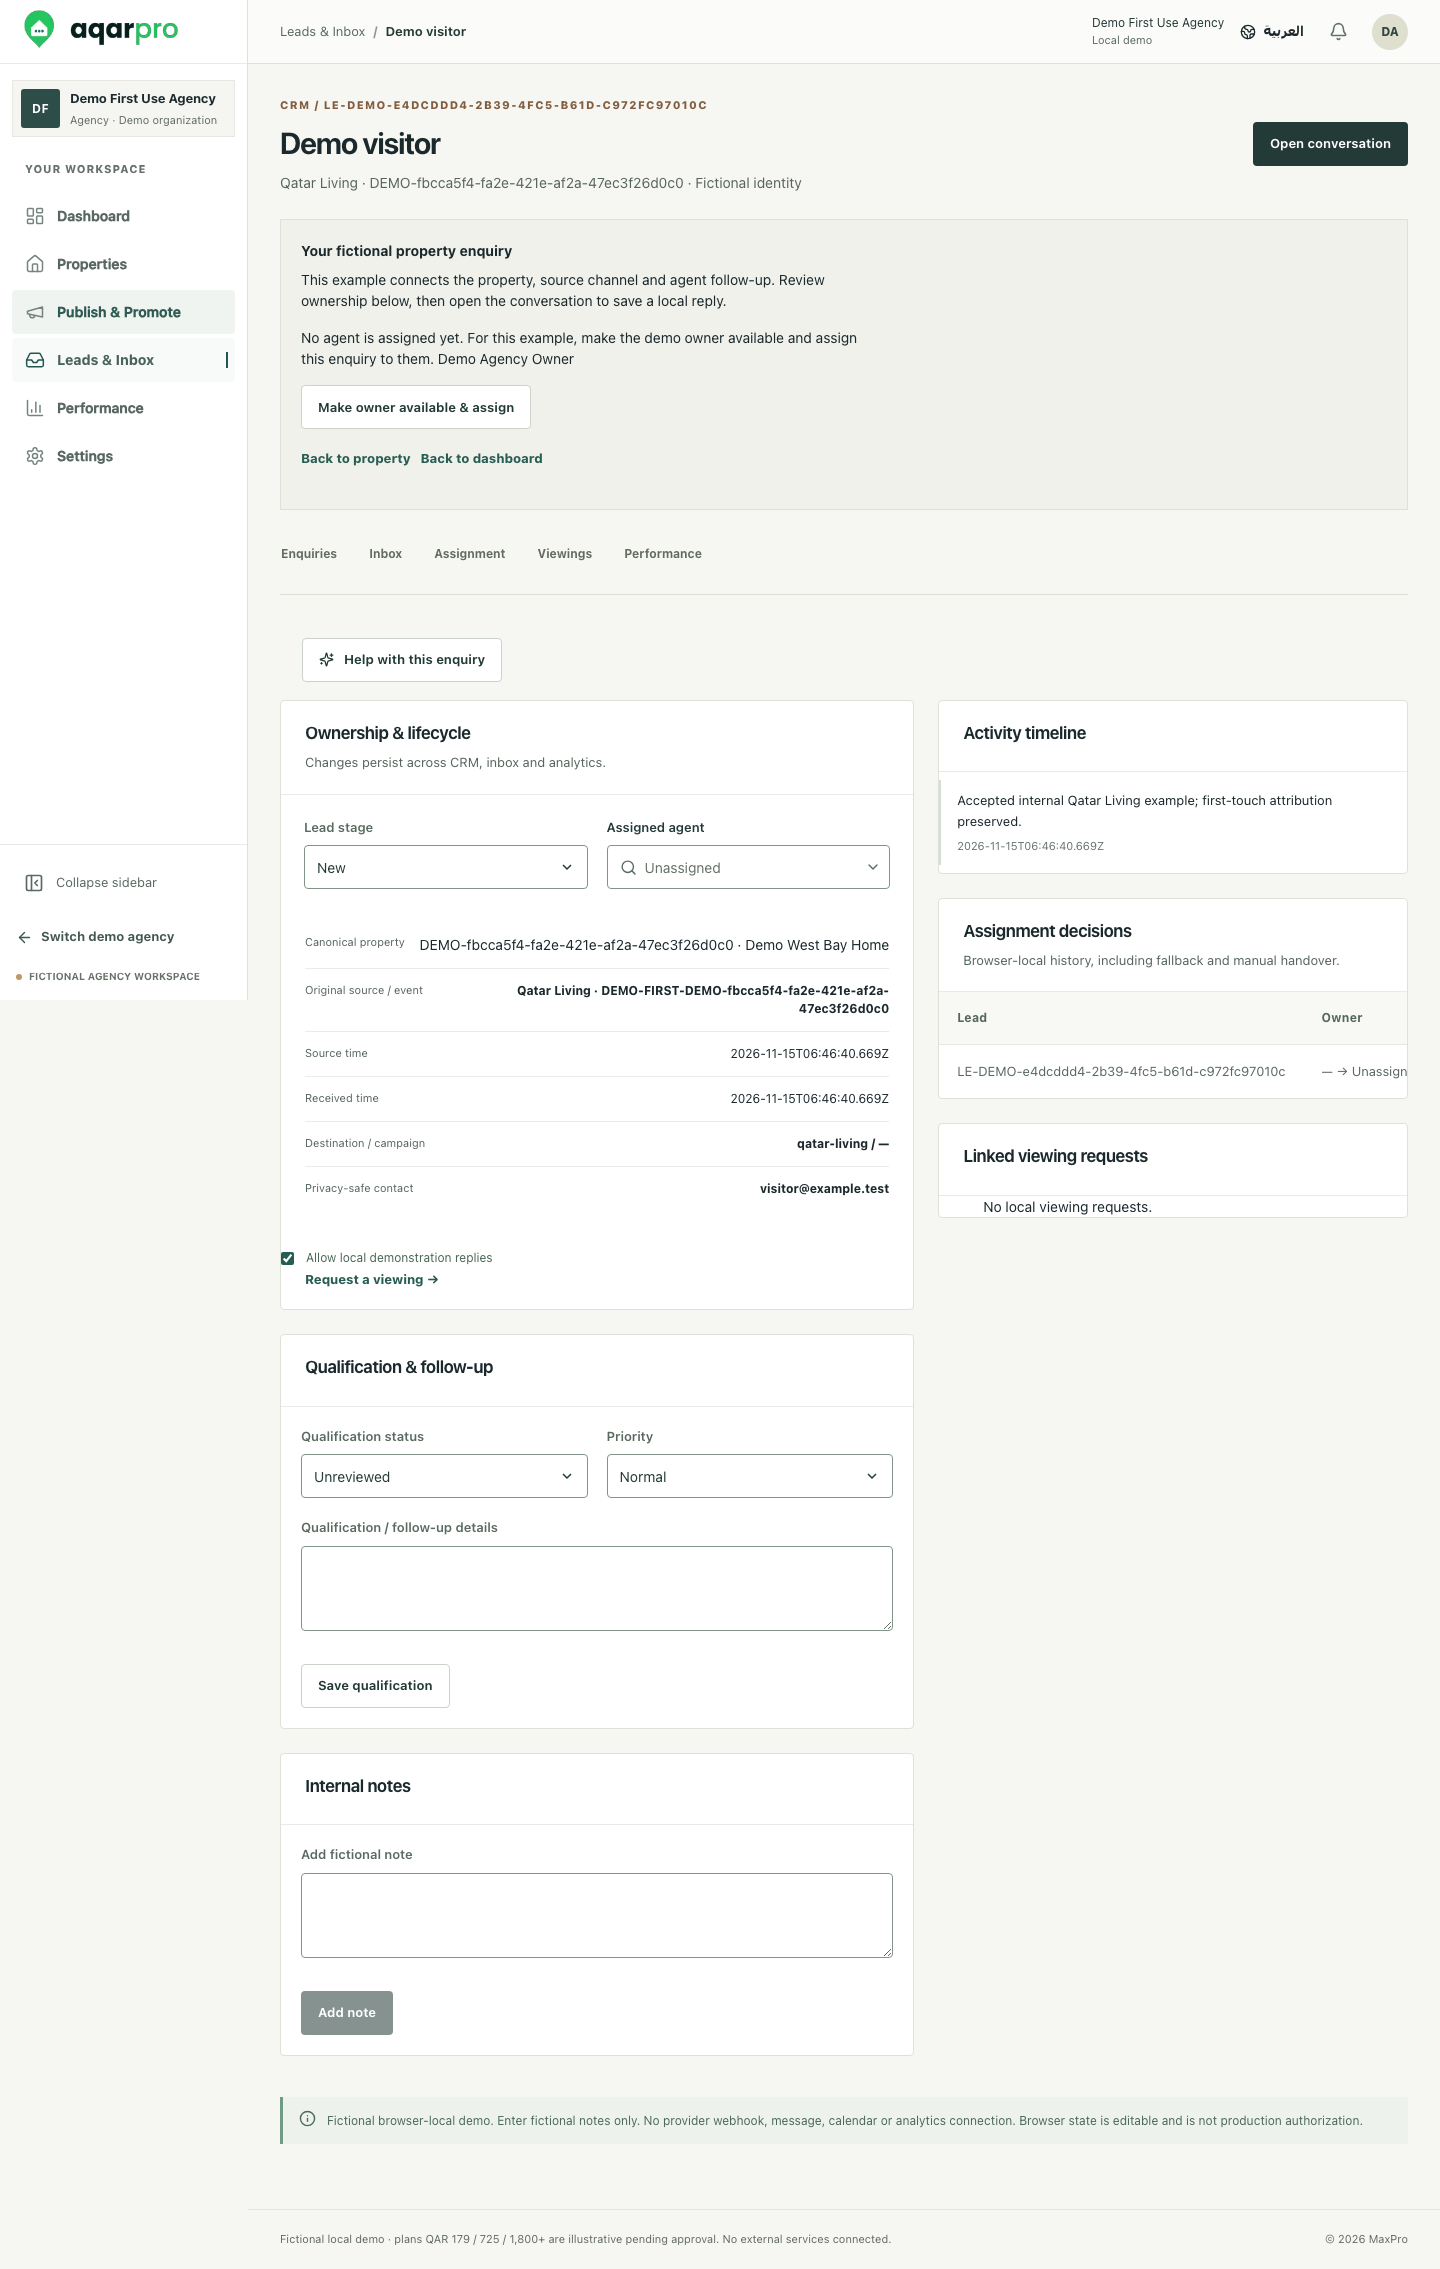 aqarpro
Leads & Inbox / Demo visitor
Demo First Use Agency
Local demo
العربية
DA
DF
Demo First Use Agency
Agency · Demo organization
YOUR WORKSPACE
Dashboard
Properties
Publish & Promote
Leads & Inbox
Performance
Settings
Collapse sidebar
Switch demo agency
FICTIONAL AGENCY WORKSPACE
CRM / LE-DEMO-E4DCDDD4-2B39-4FC5-B61D-C972FC97010C
Demo visitor
Open conversation
Qatar Living · DEMO-fbcca5f4-fa2e-421e-af2a-47ec3f26d0c0 · Fictional identity
Your fictional property enquiry
This example connects the property, source channel and agent follow-up. Review
ownership below, then open the conversation to save a local reply.
No agent is assigned yet. For this example, make the demo owner available and assign
this enquiry to them. Demo Agency Owner
Make owner available & assign
Back to property Back to dashboard
Enquiries Inbox Assignment Viewings Performance
Help with this enquiry
Ownership & lifecycle
Changes persist across CRM, inbox and analytics.
Lead stage
Assigned agent
New
Unassigned
Canonical property DEMO-fbcca5f4-fa2e-421e-af2a-47ec3f26d0c0 · Demo West Bay Home
Original source / event Qatar Living · DEMO-FIRST-DEMO-fbcca5f4-fa2e-421e-af2a-
47ec3f26d0c0
Source time 2026-11-15T06:46:40.669Z
Received time 2026-11-15T06:46:40.669Z
Destination / campaign qatar-living / —
Privacy-safe contact visitor@example.test
Allow local demonstration replies
Request a viewing →
Activity timeline
Accepted internal Qatar Living example; first-touch attribution
preserved.
2026-11-15T06:46:40.669Z
Assignment decisions
Browser-local history, including fallback and manual handover.
Lead Owner
LE-DEMO-e4dcddd4-2b39-4fc5-b61d-c972fc97010c — → Unassign
Linked viewing requests
No local viewing requests.
Qualification & follow-up
Qualification status
Priority
Unreviewed
Normal
Qualification / follow-up details
Save qualification
Internal notes
Add fictional note
Add note
Fictional browser-local demo. Enter fictional notes only. No provider webhook, message, calendar or analytics connection. Browser state is editable and is not production authorization.
Fictional local demo · plans QAR 179 / 725 / 1,800+ are illustrative pending approval. No external services connected.
© 2026 MaxPro